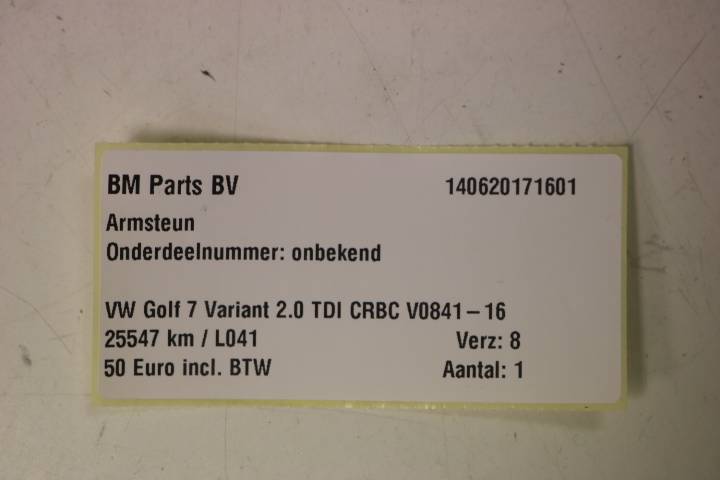 BM Parts BV 140620171601
Armsteun
Onderdeelnummer: onbekend
VW Golf 7 Variant 2.0 TDI CRBC V0841-16
25547 km / L041 Verz: 8
50 Euro incl. BTW Aantal: 1